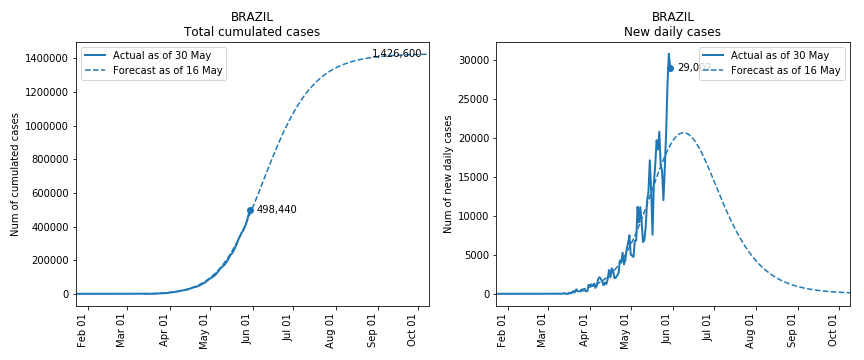 BRAZIL
Total cumulated cases
Actual as of 30 May
Forecast as of 16 May
1,426,600
498,440
Num of cumulated cases
1400000
1200000
1000000
800000
600000
400000
200000
0
Feb 01
Mar 01
Apr 01
May 01
Jun 01
Jul 01
Aug 01
Sep 01
Oct 01
BRAZIL
New daily cases
Actual as of 30 May
Forecast as of 16 May
Num of new daily cases
30000
25000
20000
15000
10000
5000
0
Feb 01
Mar 01
Apr 01
May 01
Jun 01
Jul 01
Aug 01
Sep 01
Oct 01